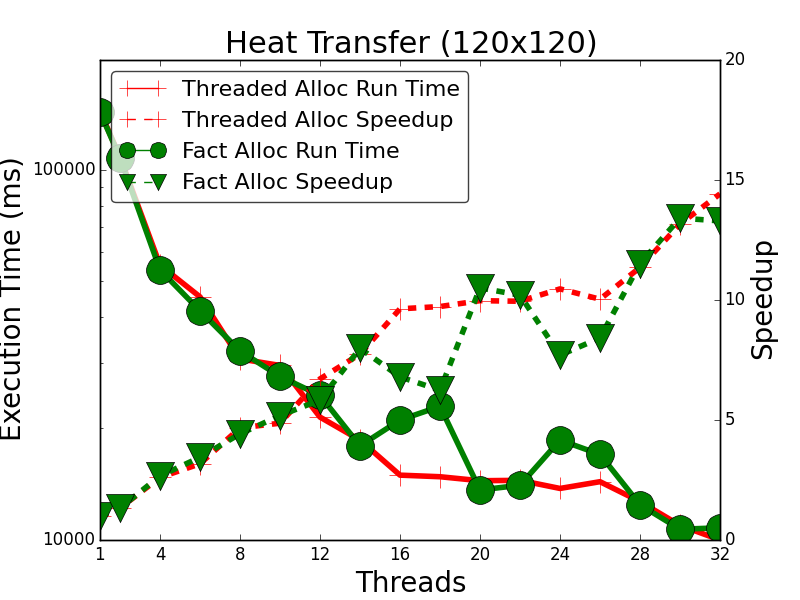 Heat Transfer (120x120)
Threaded Alloc Run Time
Threaded Alloc Speedup
Fact Alloc Run Time
Fact Alloc Speedup
Execution Time (ms)
100000
10000
20
15
10
5
0
Speedup
1 4 8 12 16 20 24 28 32
Threads